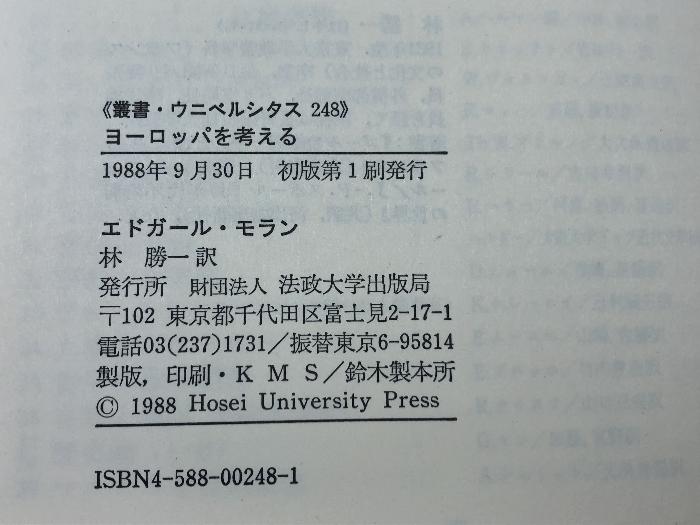 《叢書・ウニベルシタス 248》
ヨーロッパを考える
1988年9月30日　初版第1刷発行
エドガール・モラン
林　勝一訳
発行所　財団法人 法政大学出版局
〒102 東京都千代田区富士見2-17-1
電話03(237)1731／振替東京6-95814
製版，印刷・KMS／鈴木製本所
© 1988 Hosei University Press
ISBN4-588-00248-1